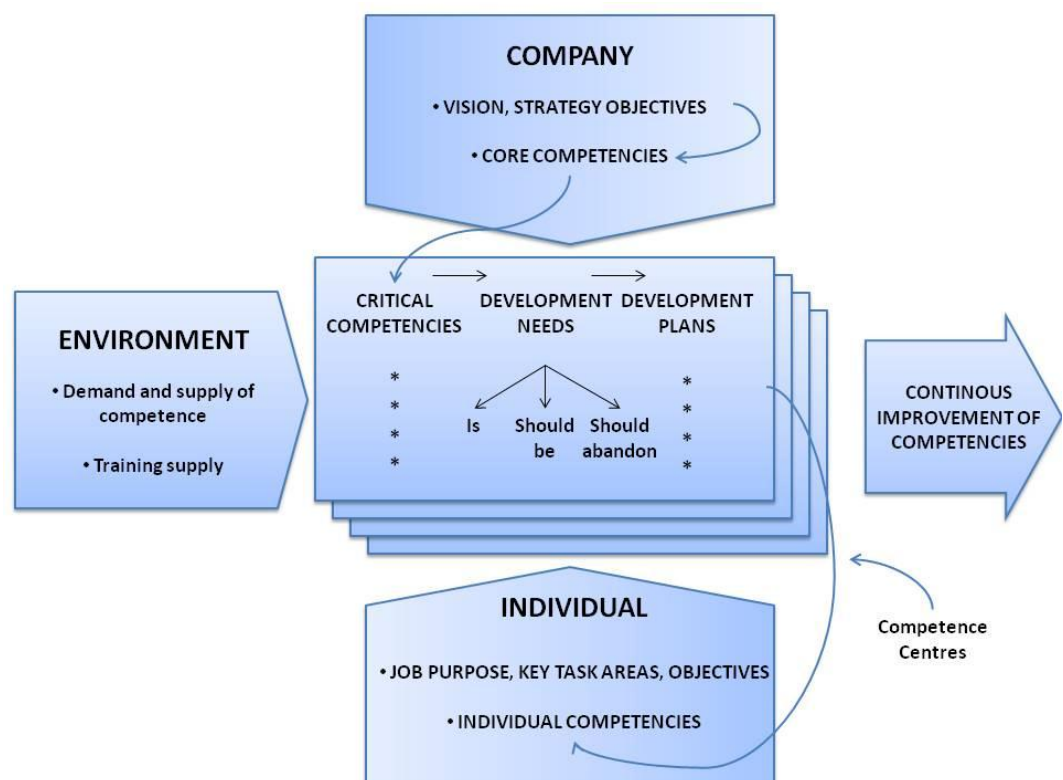 COMPANY
• VISION, STRATEGY OBJECTIVES
• CORE COMPETENCIES
ENVIRONMENT
• Demand and supply of
competence
• Training supply
CRITICAL
COMPETENCIES
*
*
*
*
DEVELOPMENT
NEEDS
Is
Should
be
Should
abandon
DEVELOPMENT
PLANS
*
*
*
*
CONTINOUS
IMPROVEMENT OF
COMPETENCIES
INDIVIDUAL
• JOB PURPOSE, KEY TASK AREAS, OBJECTIVES
• INDIVIDUAL COMPETENCIES
Competence
Centres